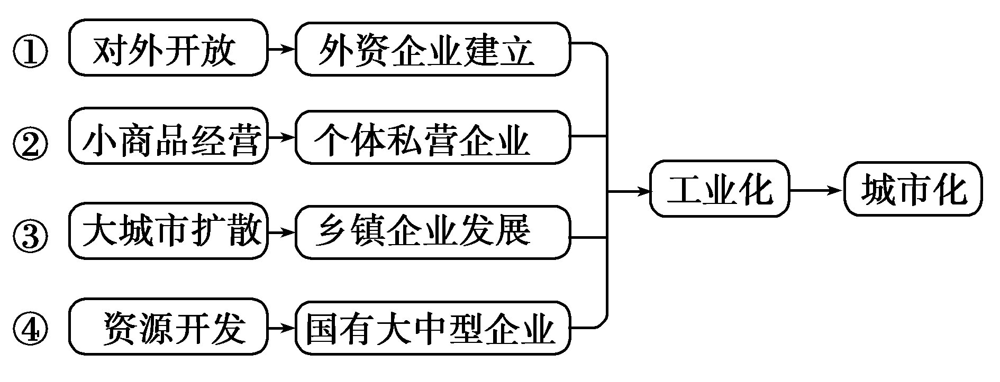 ① 对外开放 外资企业建立
② 小商品经营 个体私营企业
工业化 城市化
③ 大城市扩散 乡镇企业发展
④ 资源开发 国有大中型企业